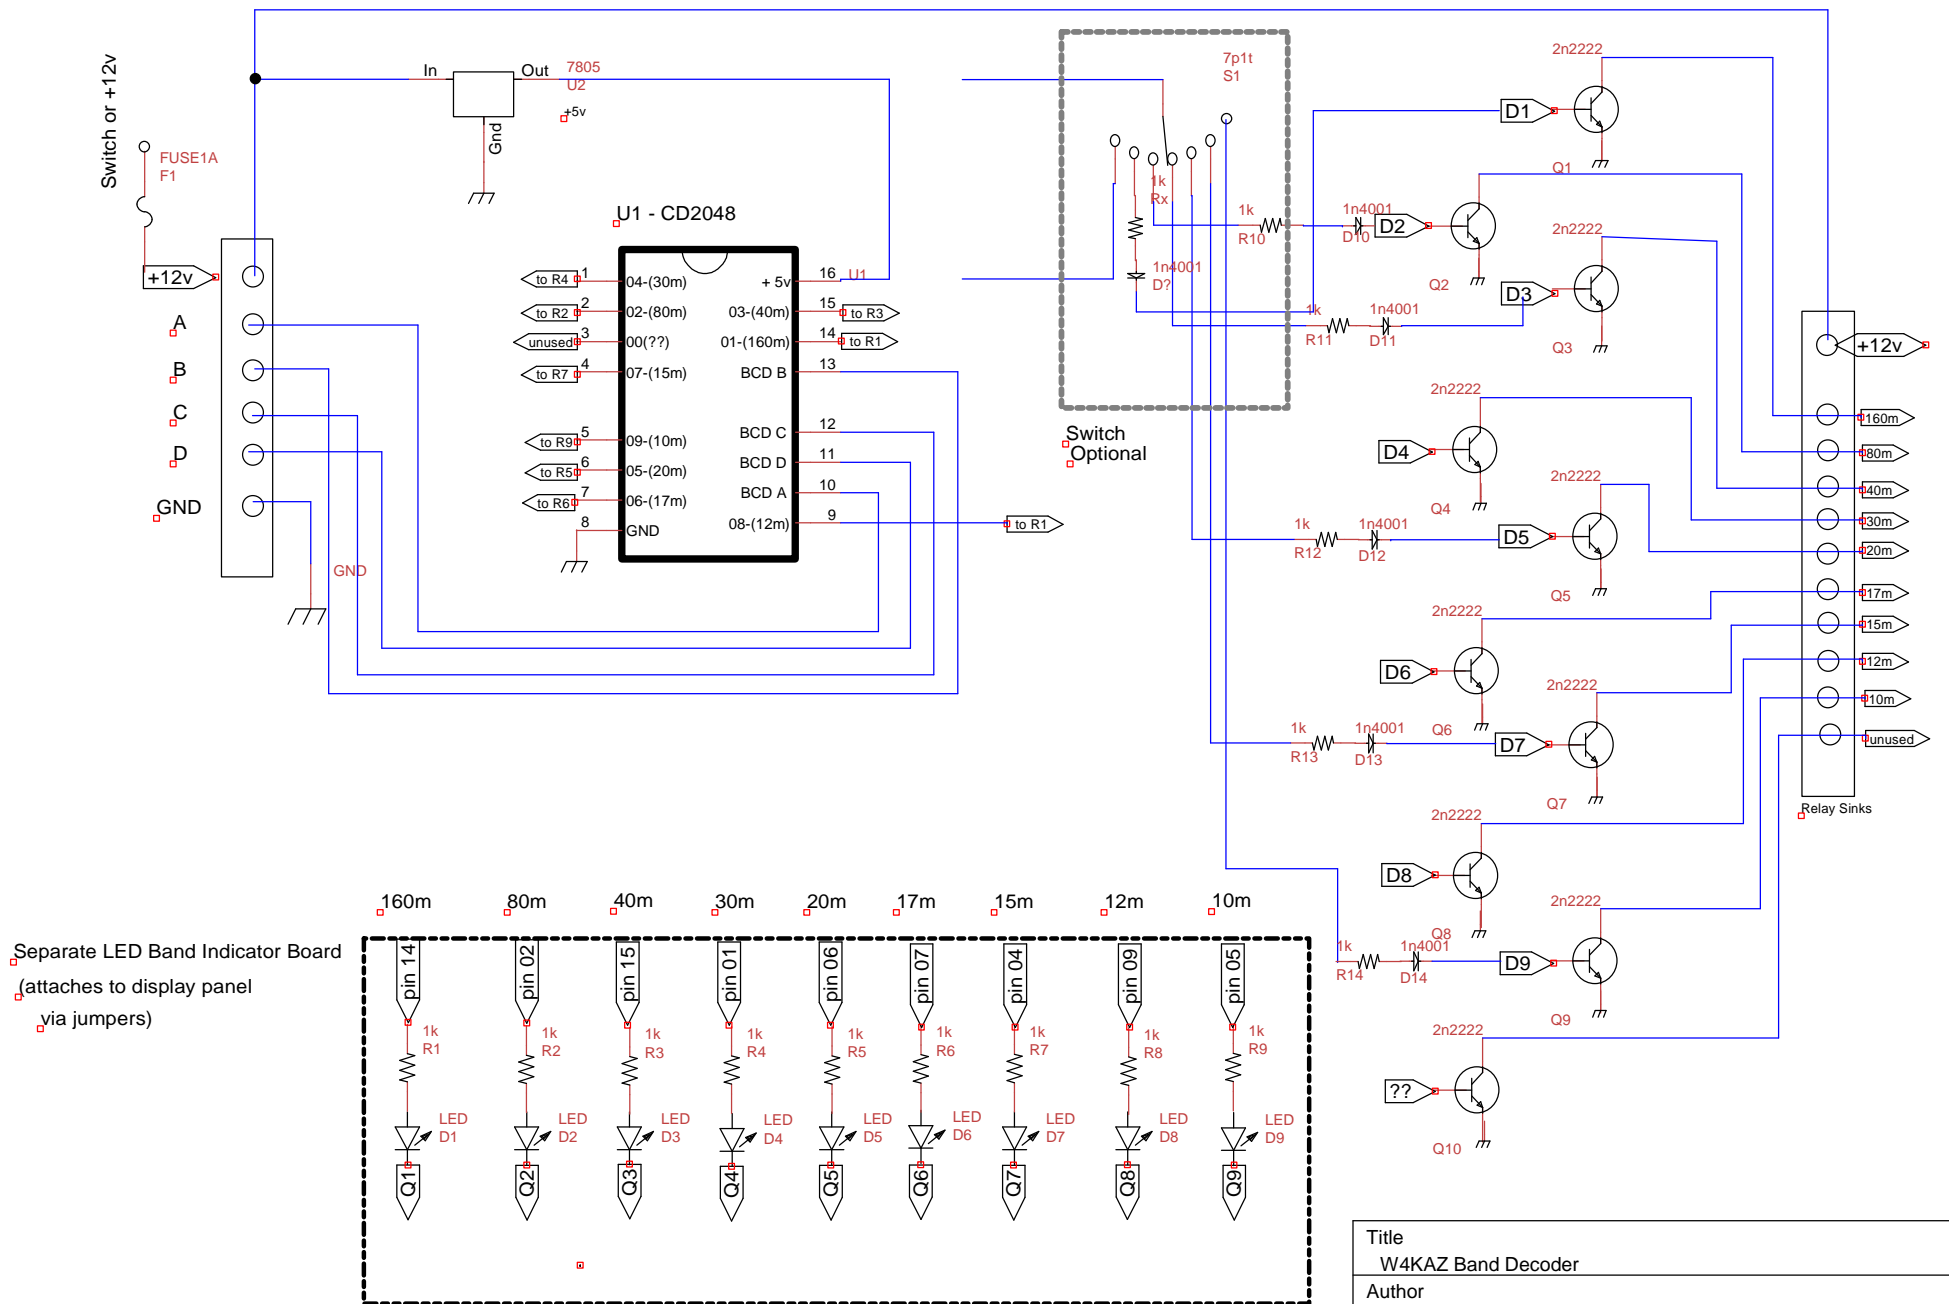 Switch or +12v
FUSE1A
F1
+12v
A
B
C
D
GND
GND
In
Out
Gnd
7805
U2
+5v
U1 - CD2048
U1
to R4
1
04-(30m)
to R2
2
02-(80m)
unused
3
00(??)
to R7
4
07-(15m)
to R9
5
09-(10m)
to R5
6
05-(20m)
to R6
7
06-(17m)
8
GND
+ 5v
16
03-(40m)
15
to R3
01-(160m)
14
to R1
BCD B
13
BCD C
12
BCD D
11
BCD A
10
08-(12m)
9
to R1
7p1t
S1
1k
Rx
1n4001
D?
Switch
Optional
1k
R10
1n4001
D10
1k
R11
1n4001
D11
1k
R12
1n4001
D12
1k
R13
1n4001
D13
1k
R14
1n4001
D14
2n2222
D1
Q1
D2
Q2
2n2222
D3
Q3
2n2222
D4
Q4
D5
Q5
2n2222
D6
Q6
2n2222
D7
Q7
2n2222
D8
Q8
2n2222
D9
Q9
2n2222
??
Q10
+12v
160m
80m
40m
30m
20m
17m
15m
12m
10m
unused
Relay Sinks
Separate LED Band Indicator Board
(attaches to display panel
via jumpers)
160m
80m
40m
30m
20m
17m
15m
12m
10m
pin 14
pin 02
pin 15
pin 01
pin 06
pin 07
pin 04
pin 09
pin 05
1k
R1
1k
R2
1k
R3
1k
R4
1k
R5
1k
R6
1k
R7
1k
R8
1k
R9
LED
D1
LED
D2
LED
D3
LED
D4
LED
D5
LED
D6
LED
D7
LED
D8
LED
D9
Q1
Q2
Q3
Q4
Q5
Q6
Q7
Q8
Q9
Title
W4KAZ Band Decoder
Author